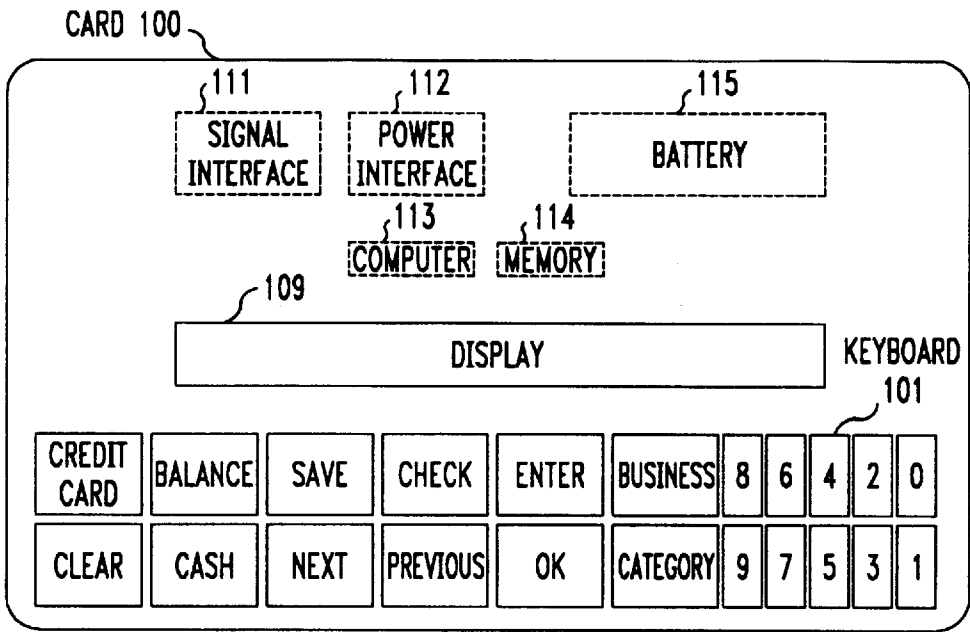 CARD 100
111 112 115
SIGNAL INTERFACE
POWER INTERFACE
BATTERY
113 114
COMPUTER MEMORY
109
DISPLAY
KEYBOARD
101
CREDIT CARD BALANCE SAVE CHECK ENTER BUSINESS 8 6 4 2 0
CLEAR CASH NEXT PREVIOUS OK CATEGORY 9 7 5 3 1